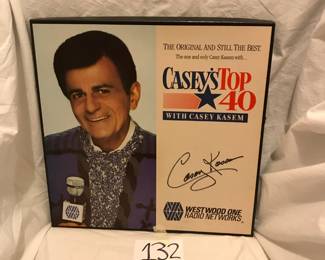 THE ORIGINAL AND STILL THE BEST.
The one and only Casey Kasem with...
CASEY'S TOP
40
WITH CASEY KASEM
Casey Kasem
WESTWOOD ONE
RADIO NETWORKS
132